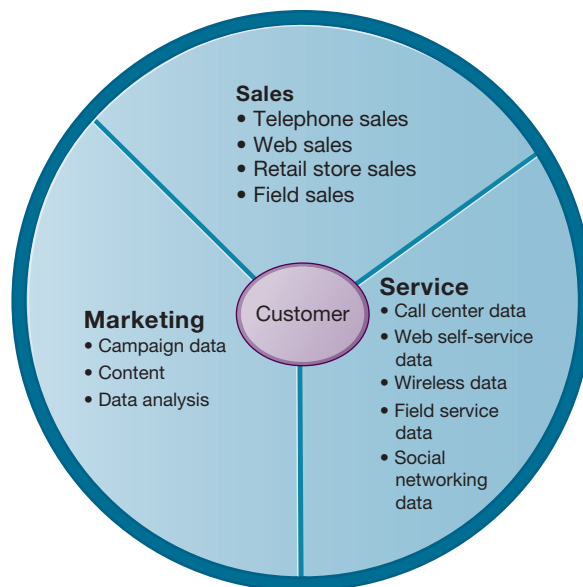 Sales
• Telephone sales
• Web sales
• Retail store sales
• Field sales
Customer
Marketing
• Campaign data
• Content
• Data analysis
Service
• Call center data
• Web self-service
data
• Wireless data
• Field service
data
• Social
networking
data